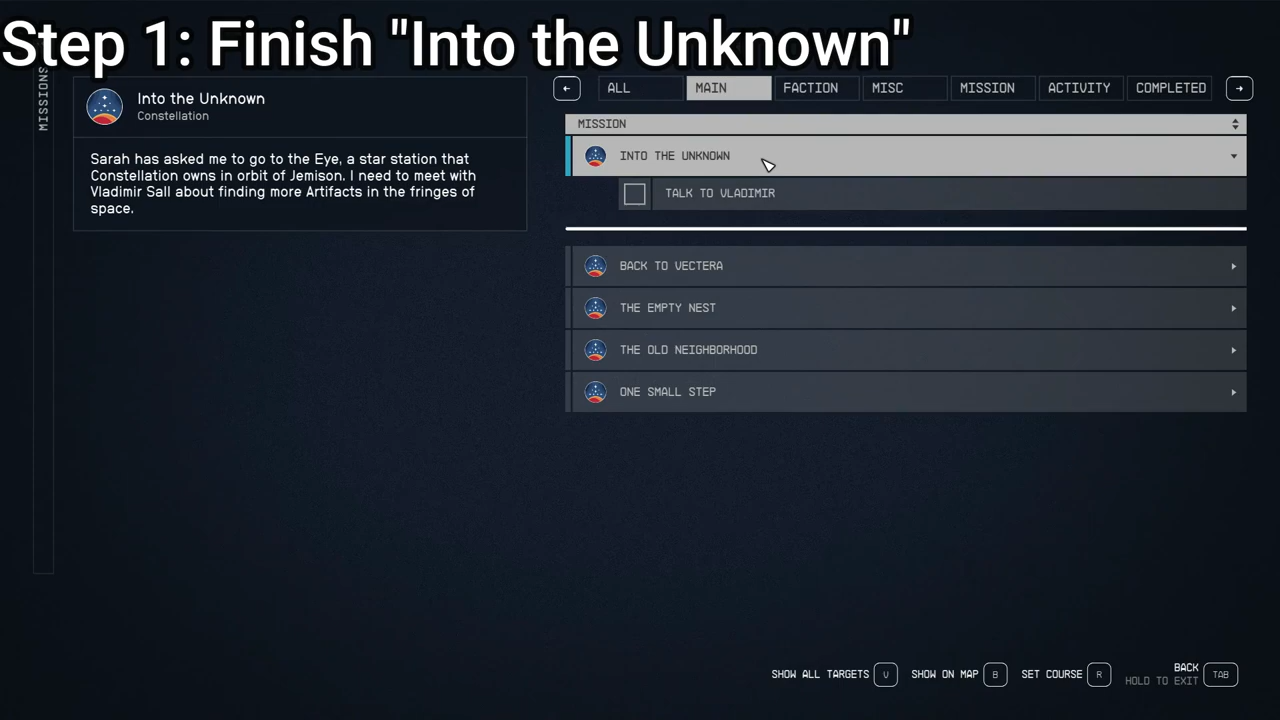 Step 1: Finish "Into the Unknown"
MISSIONS
Into the Unknown
Constellation
Sarah has asked me to go to the Eye, a star station that
Constellation owns in orbit of Jemison. I need to meet with
Vladimir Sall about finding more Artifacts in the fringes of
space.
ALL MAIN FACTION MISC MISSION ACTIVITY COMPLETED
MISSION
INTO THE UNKNOWN
TALK TO VLADIMIR
BACK TO VECTERA
THE EMPTY NEST
THE OLD NEIGHBORHOOD
ONE SMALL STEP
SHOW ALL TARGETS V SHOW ON MAP B SET COURSE R BACK TAB
HOLD TO EXIT